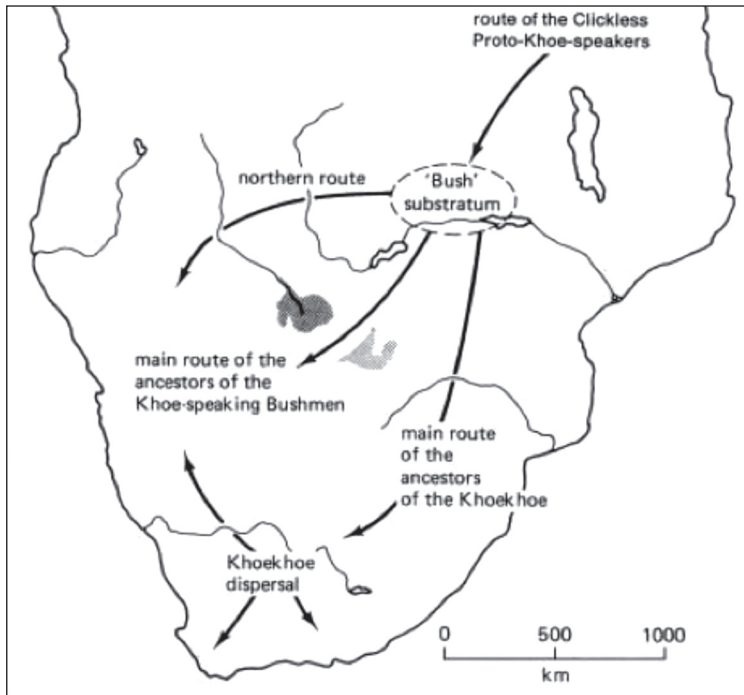 route of the Clickless
Proto-Khoe-speakers
northern route
'Bush'
substratum
main route of the
ancestors of the
Khoe-speaking Bushmen
main route
of the
ancestors
of the Khoekhoe
Khoekhoe
dispersal
0 500 1000
km